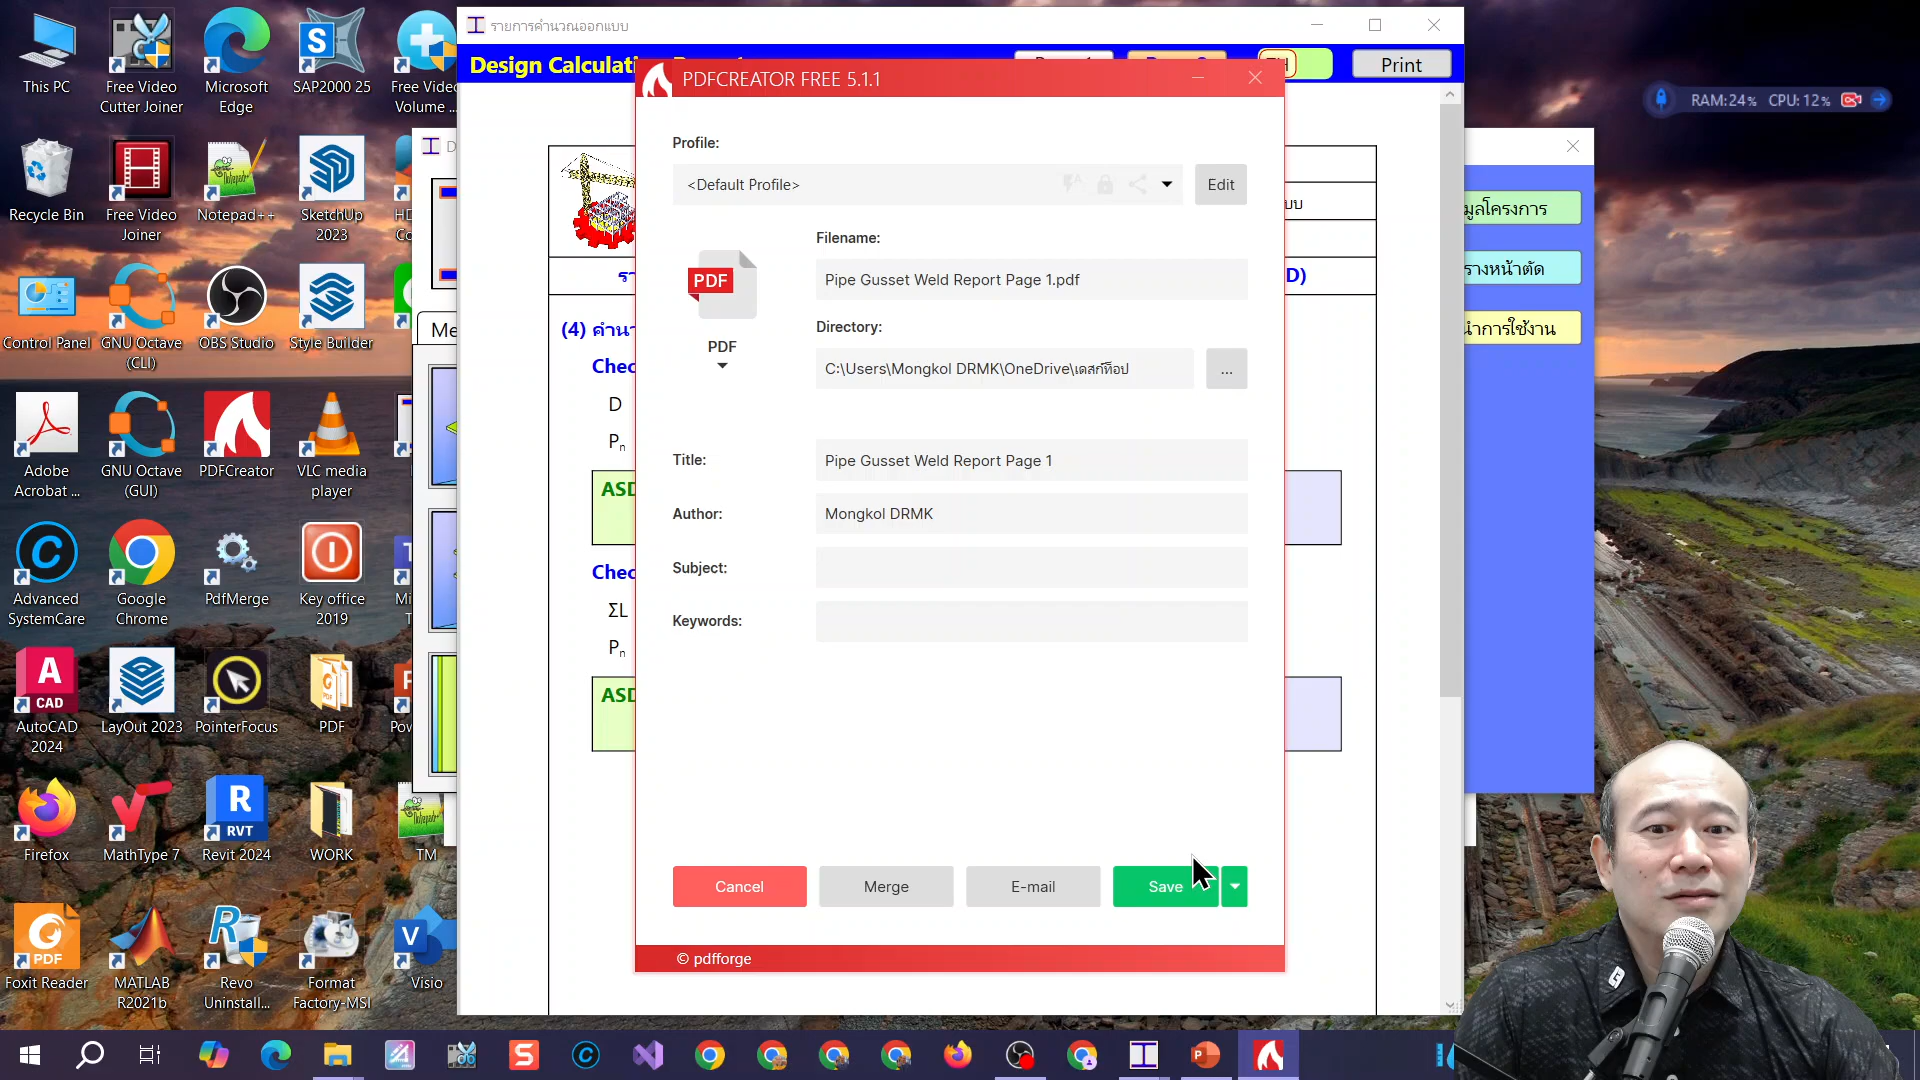 รายการคำนวณออกแบบ
Print
PDFCREATOR FREE 5.1.1
Profile:
<Default Profile>
Edit
Filename:
Pipe Gusset Weld Report Page 1.pdf
PDF
Directory:
C:\Users\Mongkol DRMK\OneDrive\เดสก์ท็อป
...
PDF
Title:
Pipe Gusset Weld Report Page 1
Author:
Mongkol DRMK
Subject:
Keywords:
Cancel
Merge
E-mail
Save
© pdfforge
Chec
D
Pn
ASD
Chec
ΣL
Pn
ASD
D)
RAM:24% CPU:12%
This PC
Free Video Cutter Joiner
Microsoft Edge
SAP2000 25
Free Video Volume ...
Recycle Bin
Free Video Joiner
Notepad++
SketchUp 2023
Control Panel
GNU Octave (CLI)
OBS Studio
Style Builder
Adobe Acrobat ...
GNU Octave (GUI)
PDFCreator
VLC media player
Advanced SystemCare
Google Chrome
PdfMerge
Key office 2019
AutoCAD 2024
LayOut 2023
PointerFocus
PDF
Firefox
MathType 7
Revit 2024
WORK
TM
Foxit Reader
MATLAB R2021b
Revo Uninstall...
Format Factory-MSI
Visio